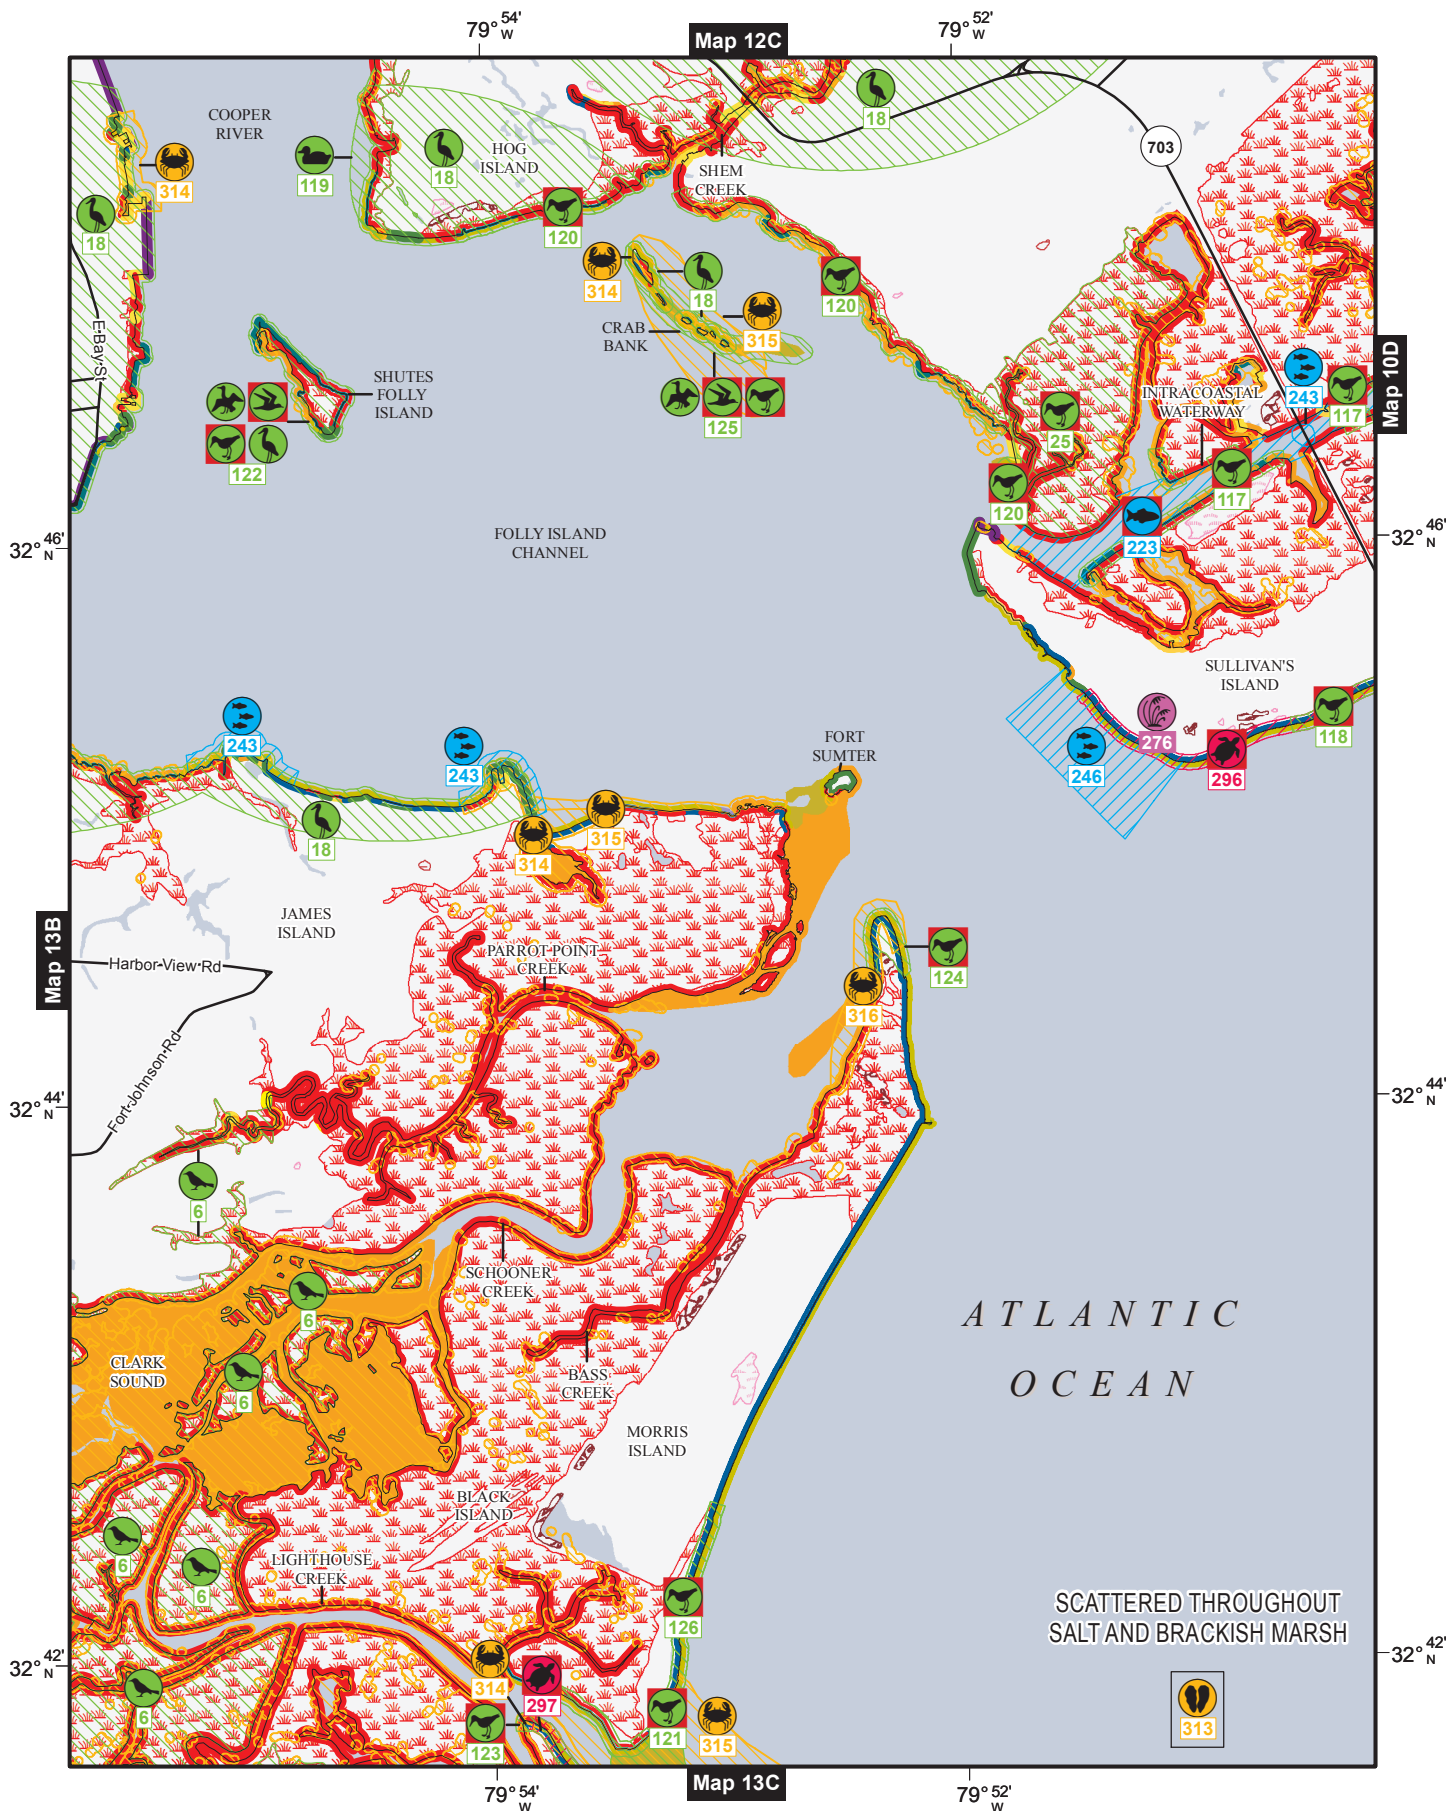 79° 54' W
79° 52' W
Map 12C
COOPER
RIVER
18
703
HOG
ISLAND
119
18
314
SHEM
CREEK
18
120
314
18
120
315
CRAB
BANK
E Bay St
INTRACOASTAL
WATERWAY
243
117
Map 10D
SHUTES
FOLLY
ISLAND
125
25
122
117
120
32° 46' N
FOLLY ISLAND
CHANNEL
223
32° 46' N
SULLIVAN'S
ISLAND
118
243
243
FORT
SUMTER
276
246
296
18
314
315
JAMES
ISLAND
Map 13B
Harbor View Rd
PARROT POINT
CREEK
124
316
Fort Johnson Rd
32° 44' N
32° 44' N
6
SCHOONER
CREEK
6
ATLANTIC
OCEAN
CLARK
SOUND
6
BASS
CREEK
MORRIS
ISLAND
BLACK
ISLAND
6
6
LIGHTHOUSE
CREEK
126
SCATTERED THROUGHOUT
SALT AND BRACKISH MARSH
32° 42' N
32° 42' N
314
297
6
123
121
315
313
Map 13C
79° 54' W
79° 52' W